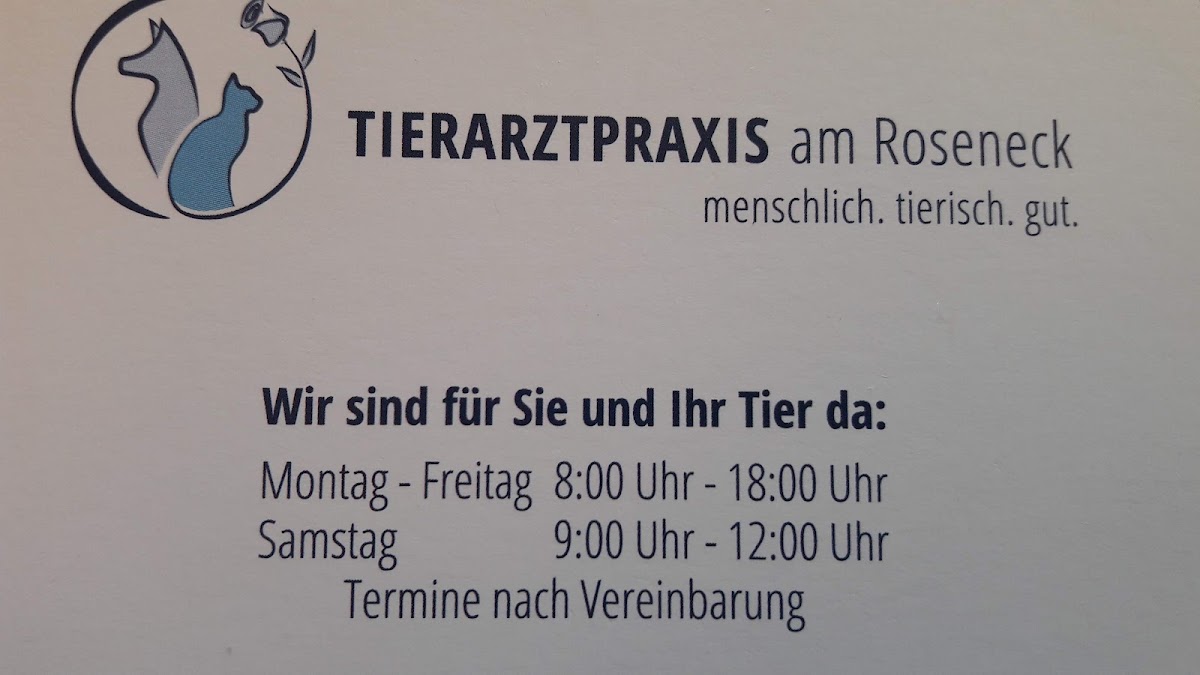 TIERARZTPRAXIS am Roseneck
menschlich. tierisch. gut.
Wir sind für Sie und Ihr Tier da:
Montag - Freitag 8:00 Uhr - 18:00 Uhr
Samstag 9:00 Uhr - 12:00 Uhr
Termine nach Vereinbarung